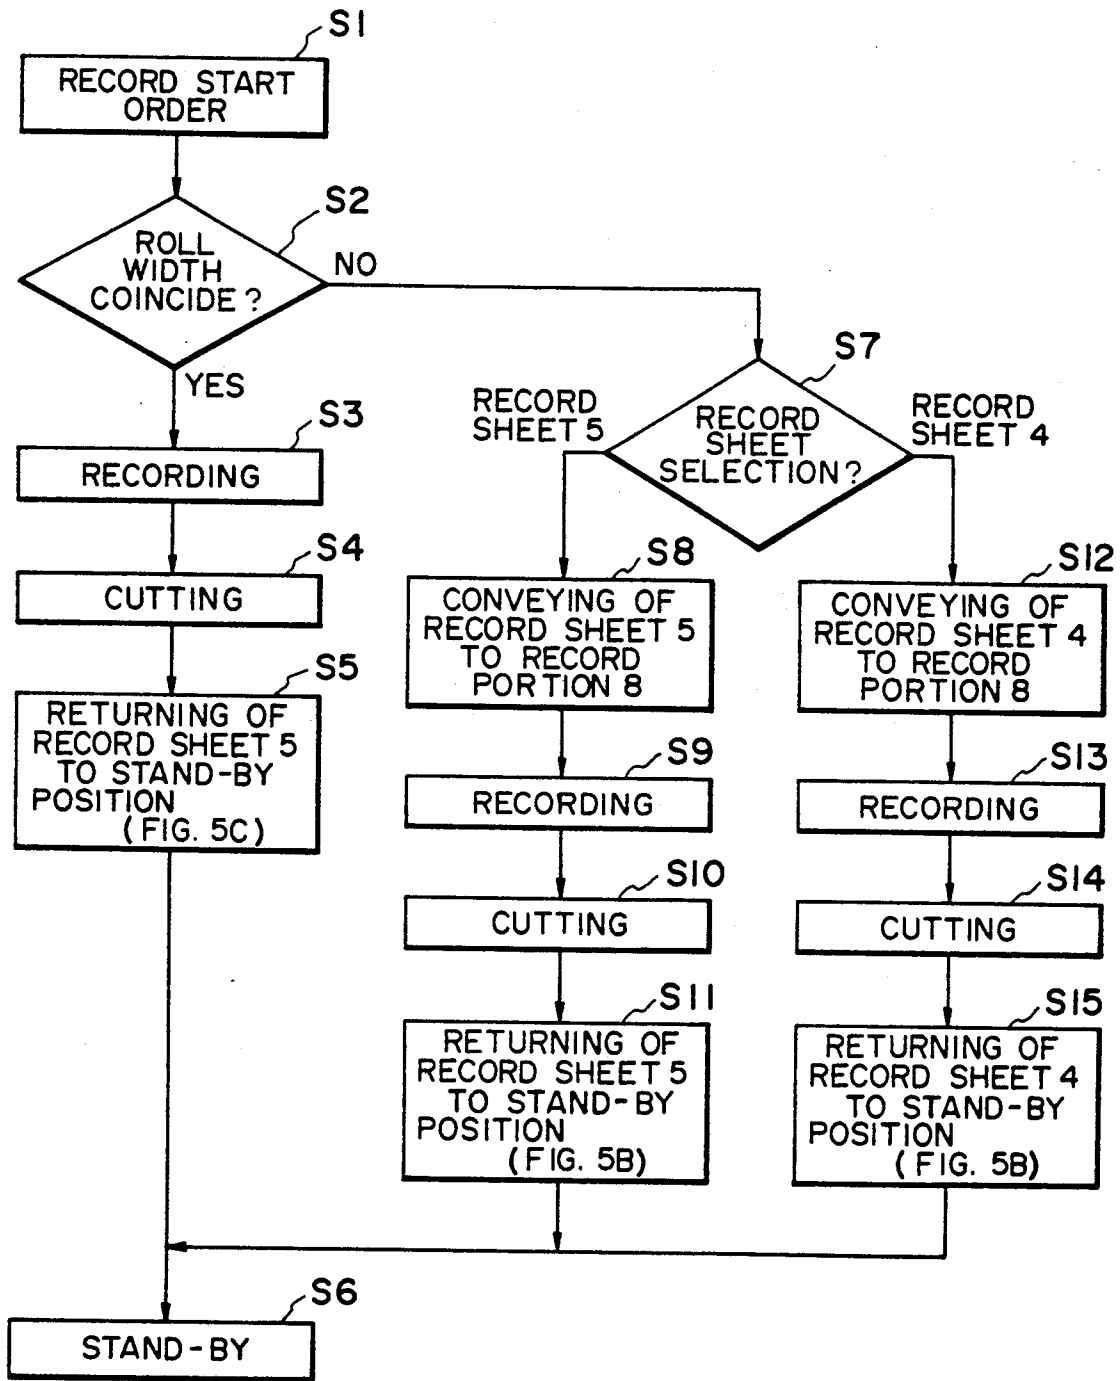 S1
RECORD START
ORDER
S2
ROLL
WIDTH
COINCIDE?
NO
YES
S3
RECORDING
S4
CUTTING
S5
RETURNING OF
RECORD SHEET 5
TO STAND-BY
POSITION
(FIG. 5C)
S7
RECORD
SHEET
SELECTION?
RECORD
SHEET 5
RECORD
SHEET 4
S8
CONVEYING OF
RECORD SHEET 5
TO RECORD
PORTION 8
S9
RECORDING
S10
CUTTING
S11
RETURNING OF
RECORD SHEET 5
TO STAND-BY
POSITION
(FIG. 5B)
S12
CONVEYING OF
RECORD SHEET 4
TO RECORD
PORTION 8
S13
RECORDING
S14
CUTTING
S15
RETURNING OF
RECORD SHEET 4
TO STAND-BY
POSITION
(FIG. 5B)
S6
STAND-BY